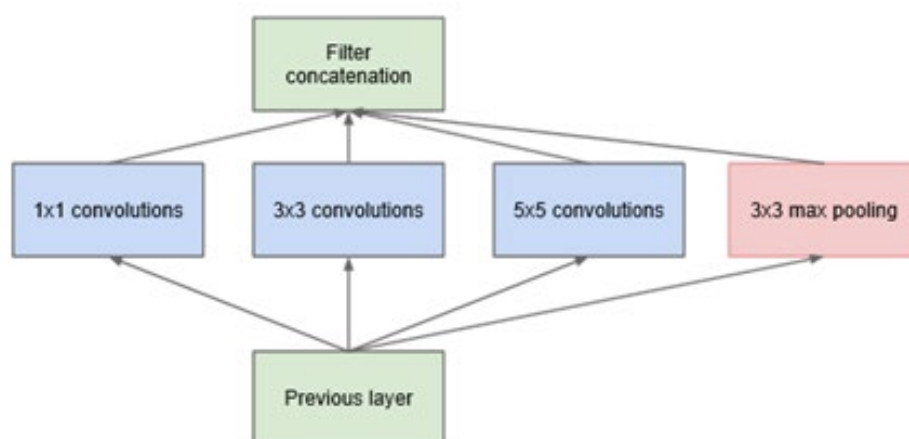 Filter
concatenation
1x1 convolutions
3x3 convolutions
5x5 convolutions
3x3 max pooling
Previous layer